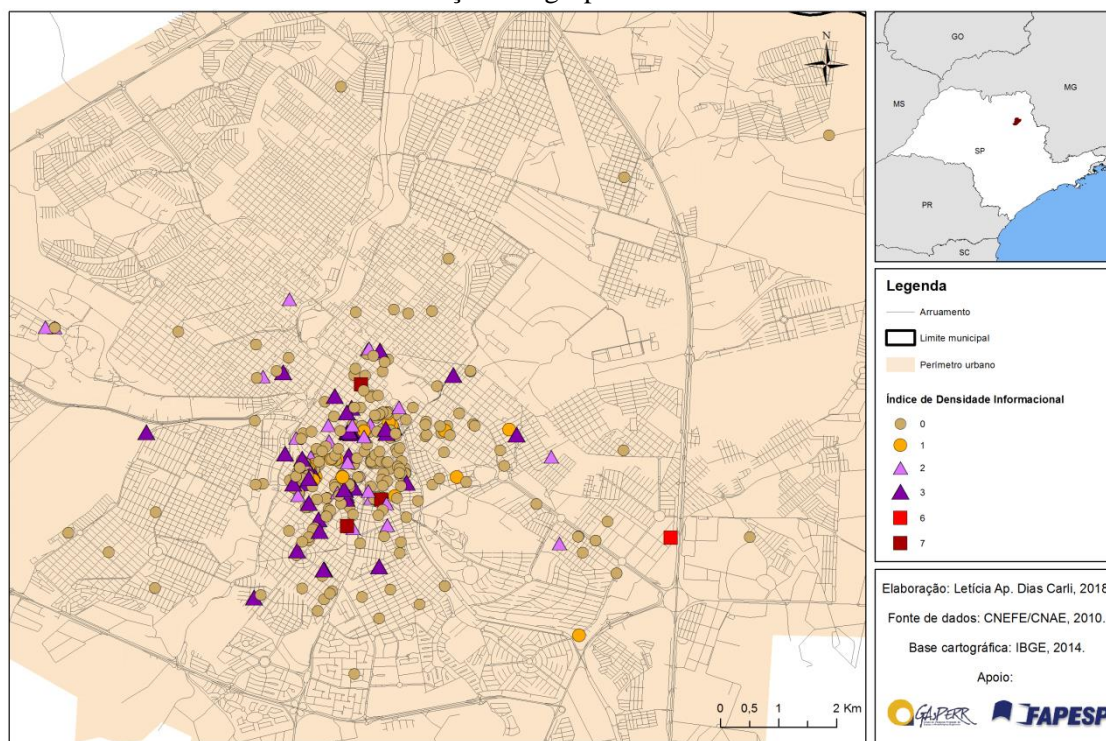 N
GO
MG
MS
SP
PR
SC
Legenda
Arruamento
Limite municipal
Perímetro urbano
Índice de Densidade Informacional
0
1
2
3
6
7
0 0,5 1 2 Km
Elaboração: Letícia Ap. Dias Carli, 2018
Fonte de dados: CNEFE/CNAE, 2010.
Base cartográfica: IBGE, 2014.
Apoio:
GAsPERR
FAPESP